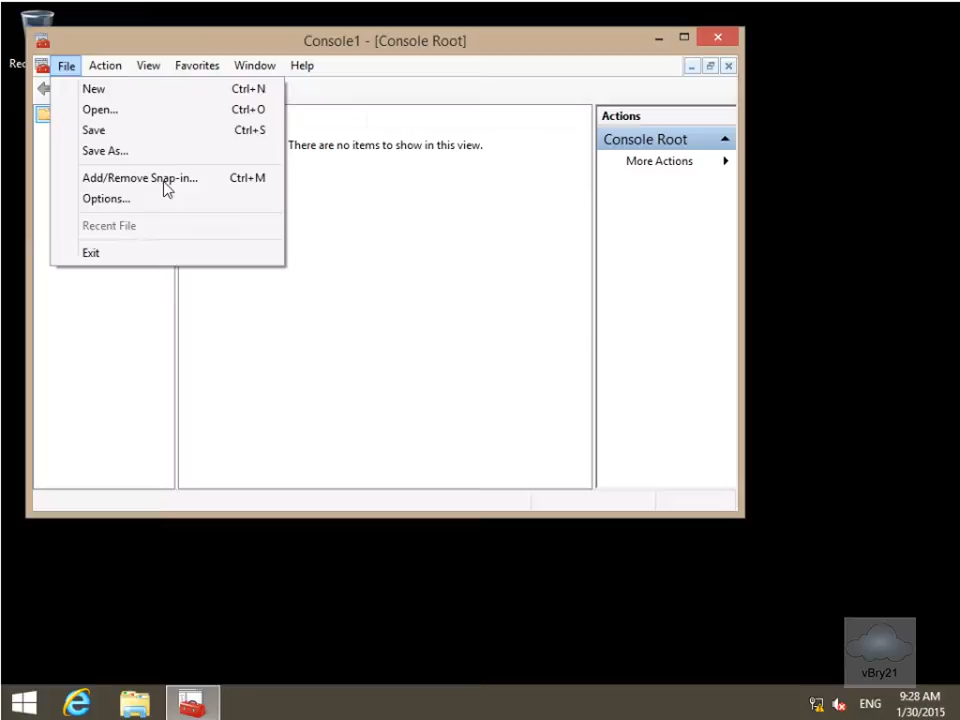 Rec
Console1 - [Console Root]
File Action View Favorites Window Help
New Ctrl+N
Open... Ctrl+O
Save Ctrl+S
Save As...
Add/Remove Snap-in... Ctrl+M
Options...
Recent File
Exit
There are no items to show in this view.
Actions
Console Root
More Actions
vBry21
ENG
9:28 AM
1/30/2015